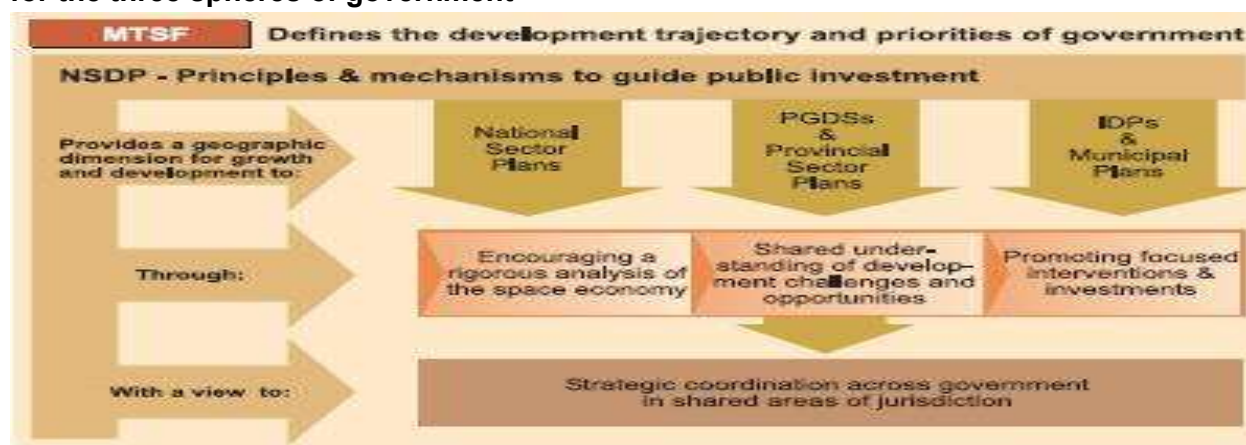 for the three spheres of government
MTSF Defines the development trajectory and priorities of government
NSDP - Principles & mechanisms to guide public investment
Provides a geographic
dimension for growth
and development to:
National
Sector
Plans
PGDSs
&
Provincial
Sector
Plans
IDPs
&
Municipal
Plans
Through:
Encouraging a
rigorous analysis of
the space economy
Shared under-
standing of develop-
ment challenges and
opportunities
Promoting focused
interventions &
investments
With a view to:
Strategic coordination across government
in shared areas of jurisdiction